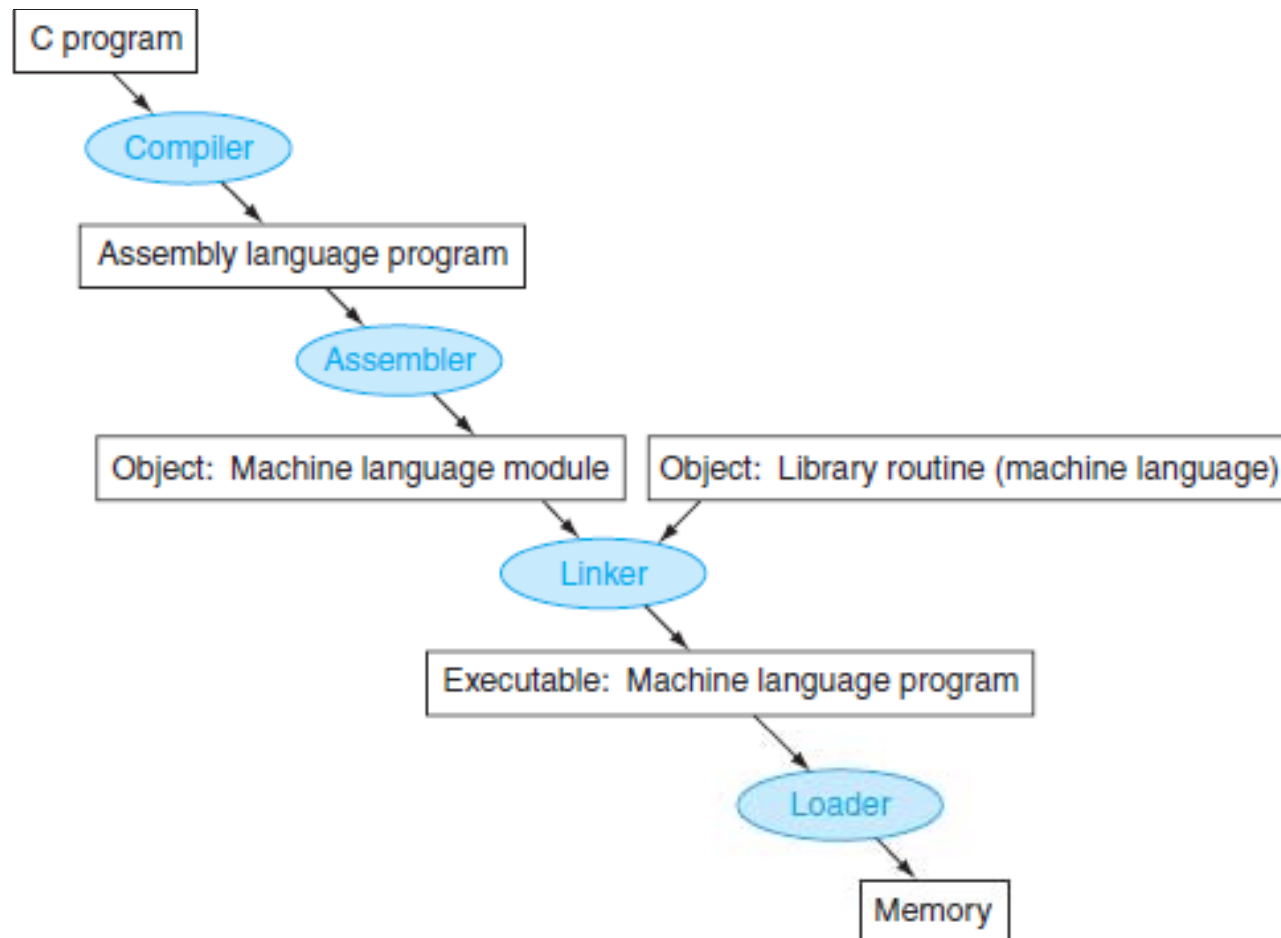 C program
Compiler
Assembly language program
Assembler
Object: Machine language module
Object: Library routine (machine language)
Linker
Executable: Machine language program
Loader
Memory